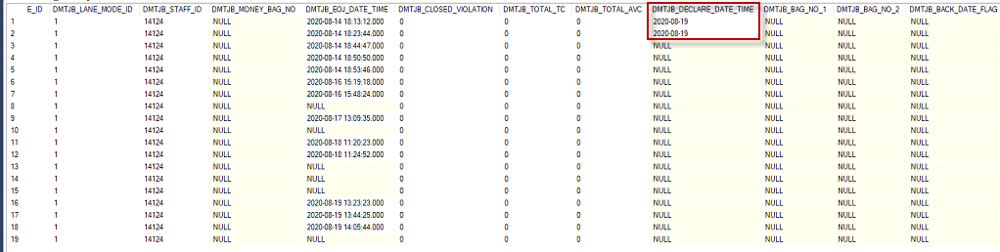 E_ID DMTJB_LANE_MODE_ID DMTJB_STAFF_ID DMTJB_MONEY_BAG_NO DMTJB_EOJ_DATE_TIME DMTJB_CLOSED_VIOLATION DMTJB_TOTAL_TC DMTJB_TOTAL_AVC DMTJB_DECLARE_DATE_TIME DMTJB_BAG_NO_1 DMTJB_BAG_NO_2 DMTJB_BACK_DATE_FLAG
1 1 14124 NULL 2020-08-14 18:13:12.000 0 0 0 2020-08-19 NULL NULL NULL
2 1 14124 NULL 2020-08-14 18:23:44.000 0 0 0 2020-08-19 NULL NULL NULL
3 1 14124 NULL 2020-08-14 18:44:47.000 0 0 0 NULL NULL NULL NULL
4 1 14124 NULL 2020-08-14 18:50:50.000 0 0 0 NULL NULL NULL NULL
5 1 14124 NULL 2020-08-14 18:53:46.000 0 0 0 NULL NULL NULL NULL
6 1 14124 NULL 2020-08-16 15:19:18.000 0 0 0 NULL NULL NULL NULL
7 1 14124 NULL 2020-08-16 15:48:24.000 0 0 0 NULL NULL NULL NULL
8 1 14124 NULL NULL 0 0 0 NULL NULL NULL NULL
9 1 14124 NULL 2020-08-17 13:09:35.000 0 0 0 NULL NULL NULL NULL
10 1 14124 NULL NULL 0 0 0 NULL NULL NULL NULL
11 1 14124 NULL 2020-08-18 11:20:23.000 0 0 0 NULL NULL NULL NULL
12 1 14124 NULL 2020-08-18 11:24:52.000 0 0 0 NULL NULL NULL NULL
13 1 14124 NULL NULL 0 0 0 NULL NULL NULL NULL
14 1 14124 NULL NULL 0 0 0 NULL NULL NULL NULL
15 1 14124 NULL NULL 0 0 0 NULL NULL NULL NULL
16 1 14124 NULL 2020-08-19 13:23:23.000 0 0 0 NULL NULL NULL NULL
17 1 14124 NULL 2020-08-19 13:44:25.000 0 0 0 NULL NULL NULL NULL
18 1 14124 NULL 2020-08-19 14:05:44.000 0 0 0 NULL NULL NULL NULL
19 1 14124 NULL NULL 0 0 0 NULL NULL NULL NULL